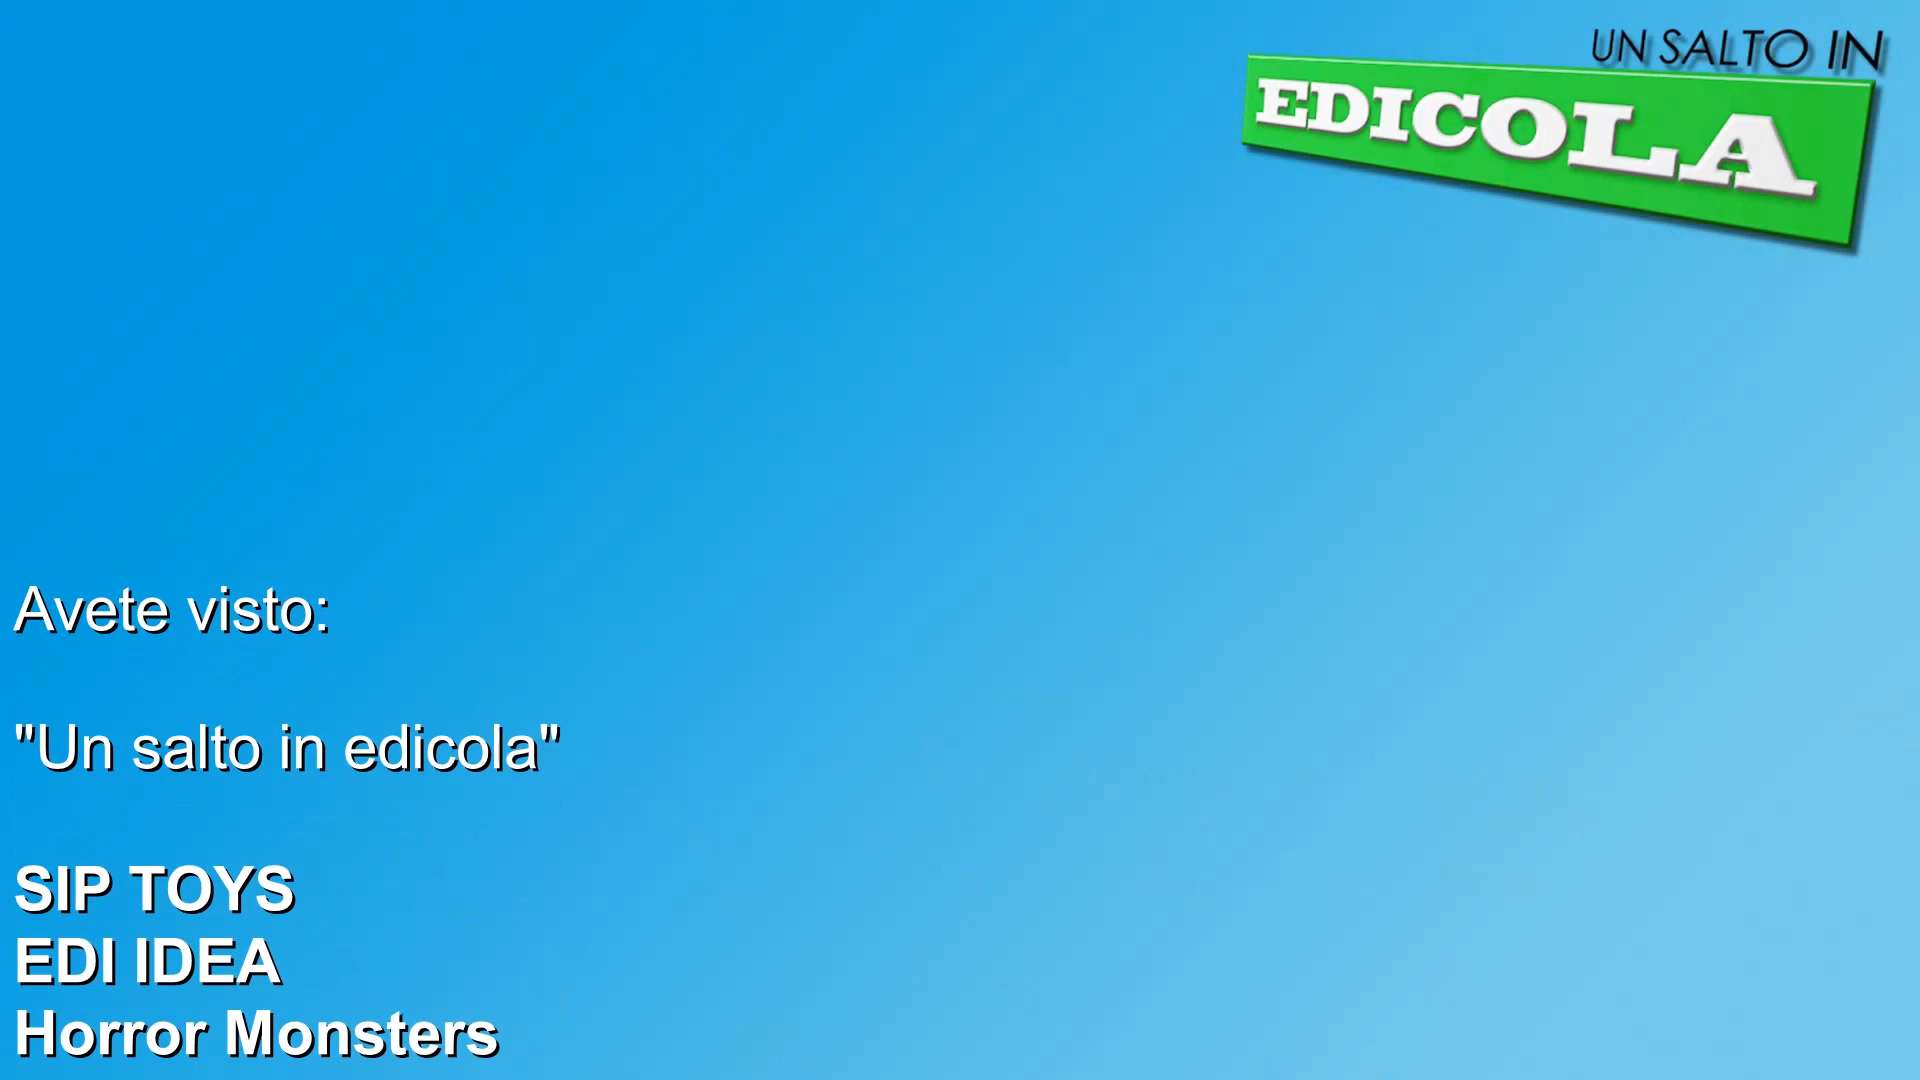 UN SALTO IN
EDICOLA
Avete visto:
"Un salto in edicola"
SIP TOYS
EDI IDEA
Horror Monsters